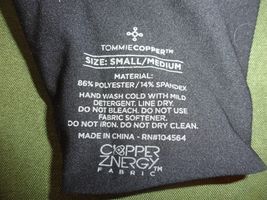 TOMMIECOPPER™
SIZE: SMALL/MEDIUM
MATERIAL:
86% POLYESTER / 14% SPANDEX
HAND WASH COLD WITH MILD
DETERGENT. LINE DRY.
DO NOT BLEACH. DO NOT USE
FABRIC SOFTENER.
DO NOT IRON. DO NOT DRY CLEAN.
MADE IN CHINA - RN#104564
COPPER
ZNERGY™
FABRIC